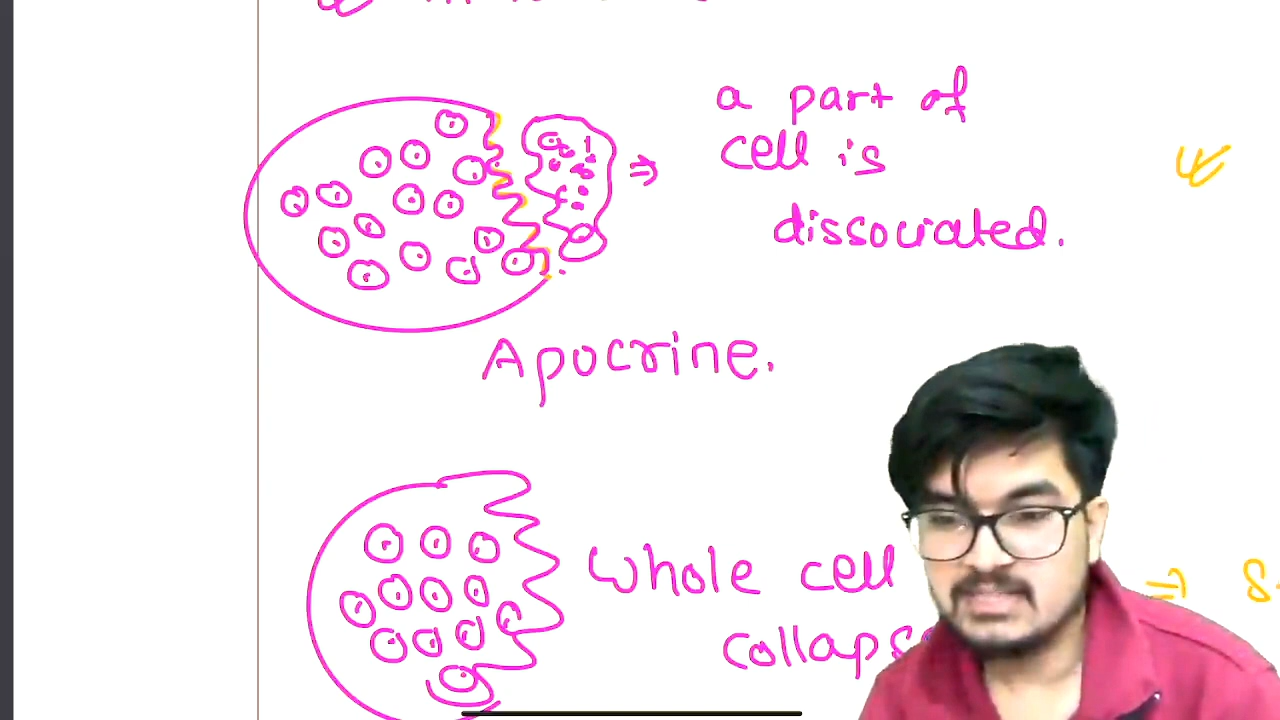 a part of
cell is
dissociated.
Apocrine.
Whole cell
⇒ S
collaps